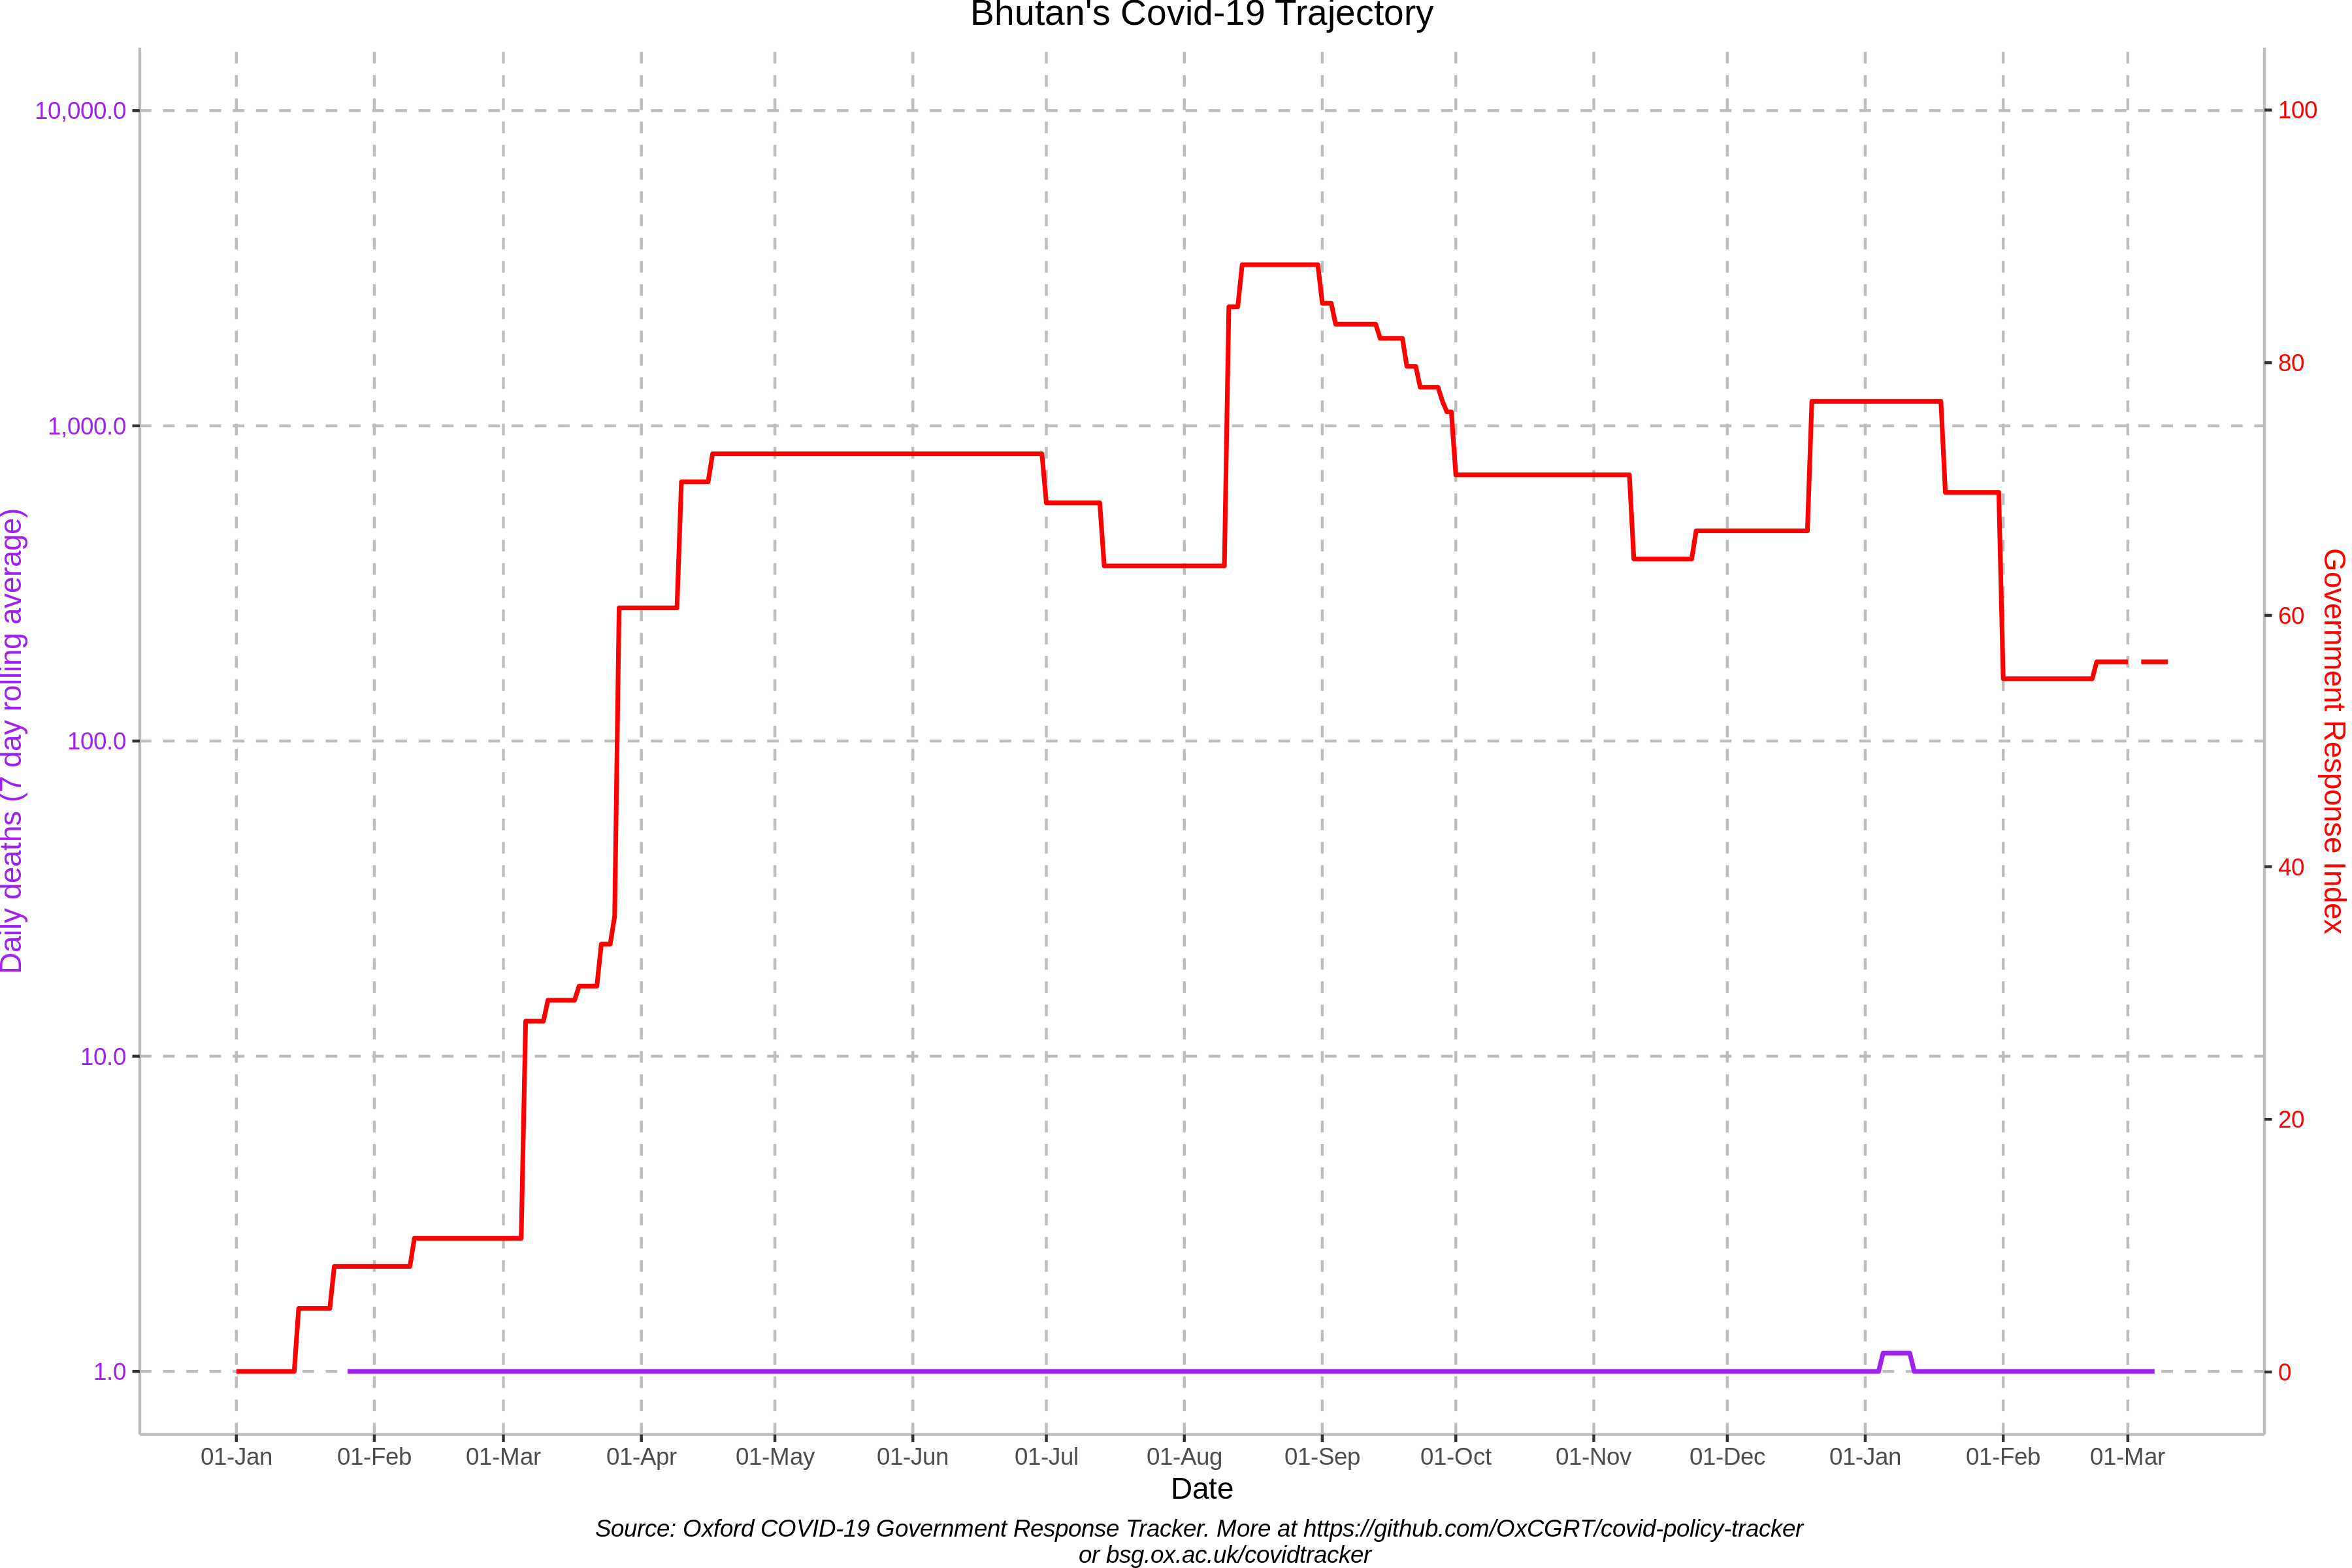 Bhutan's Covid-19 Trajectory
10,000.0
1,000.0
100.0
10.0
1.0
Daily deaths (7 day rolling average)
100
80
60
40
20
0
Government Response Index
01-Jan 01-Feb 01-Mar 01-Apr 01-May 01-Jun 01-Jul 01-Aug 01-Sep 01-Oct 01-Nov 01-Dec 01-Jan 01-Feb 01-Mar
Date
Source: Oxford COVID-19 Government Response Tracker. More at https://github.com/OxCGRT/covid-policy-tracker
or bsg.ox.ac.uk/covidtracker